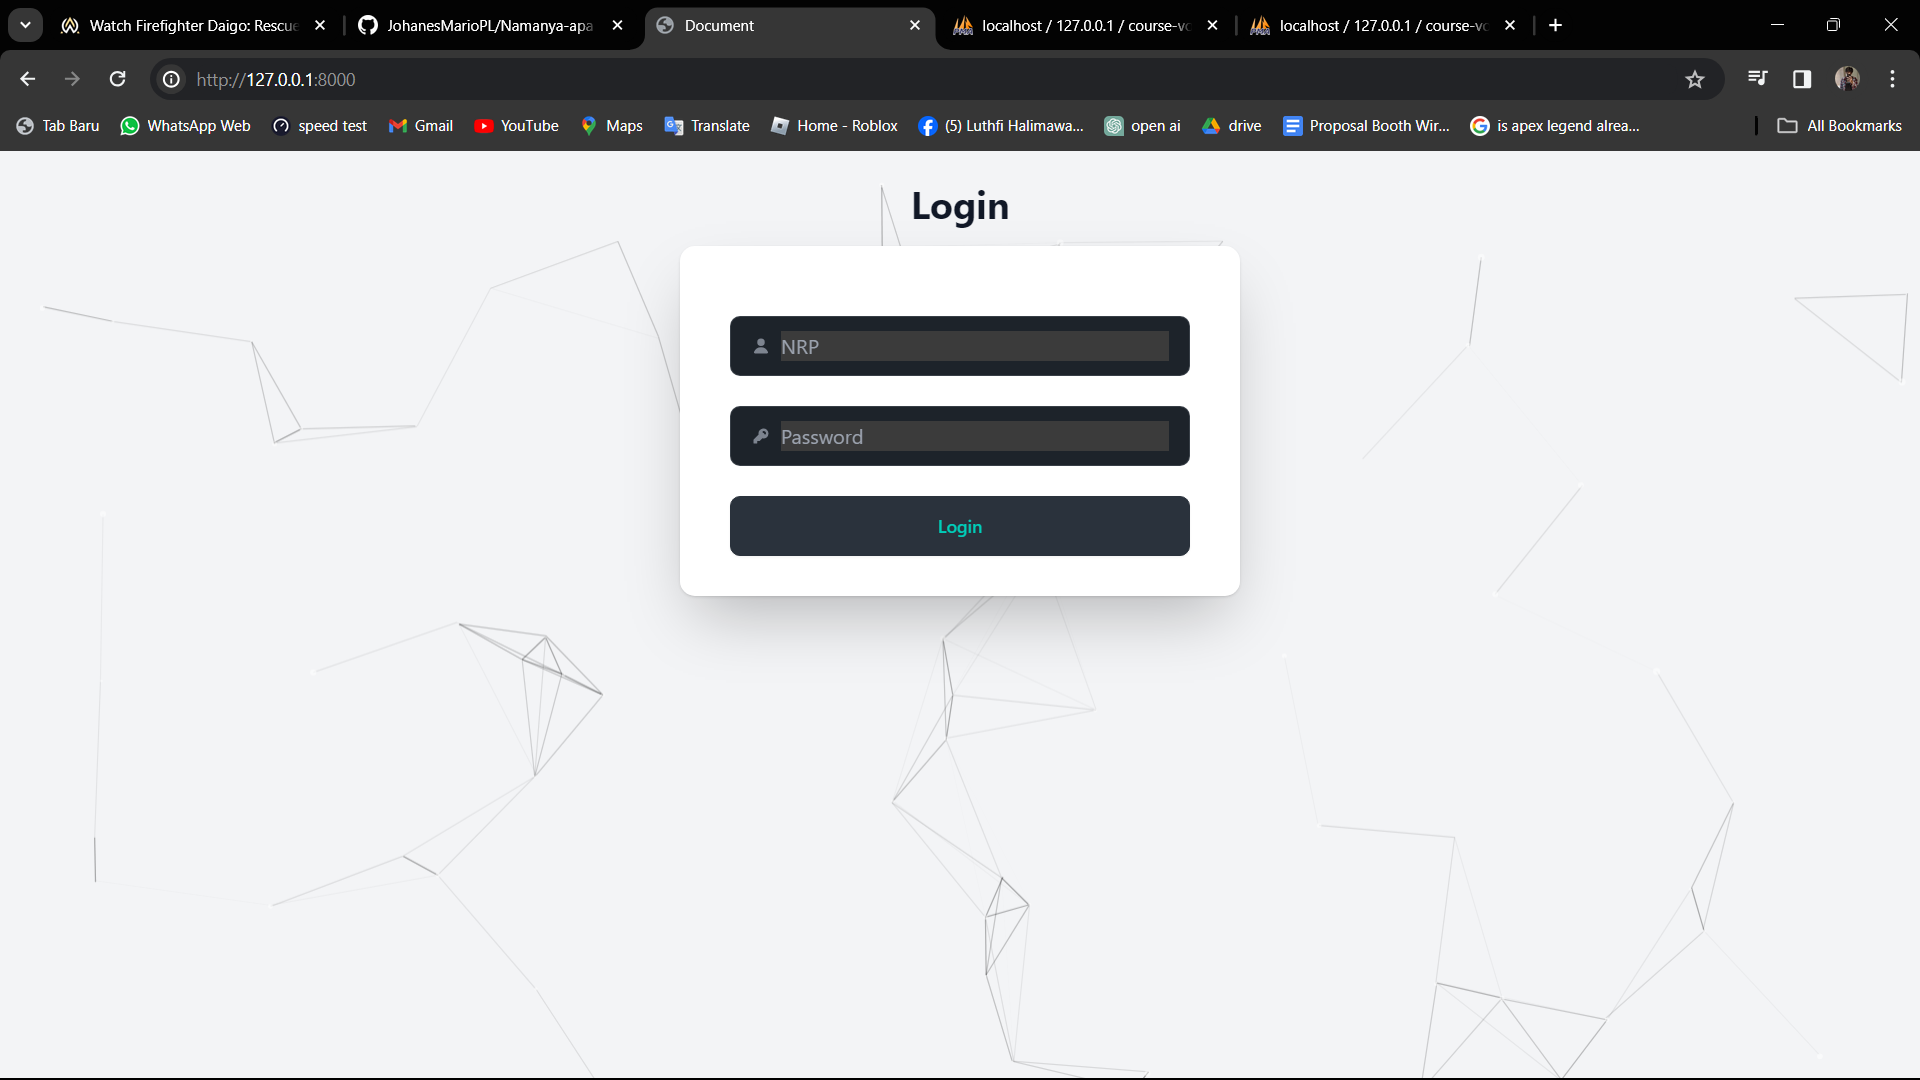 Watch Firefighter Daigo: Rescue
JohanesMarioPL/Namanya-apa
Document
localhost / 127.0.0.1 / course-vo
localhost / 127.0.0.1 / course-vo
http://127.0.0.1:8000
Tab Baru
WhatsApp Web
speed test
Gmail
YouTube
Maps
Translate
Home - Roblox
(5) Luthfi Halimawa...
open ai
drive
Proposal Booth Wir...
is apex legend alrea...
All Bookmarks
Login
NRP
Password
Login